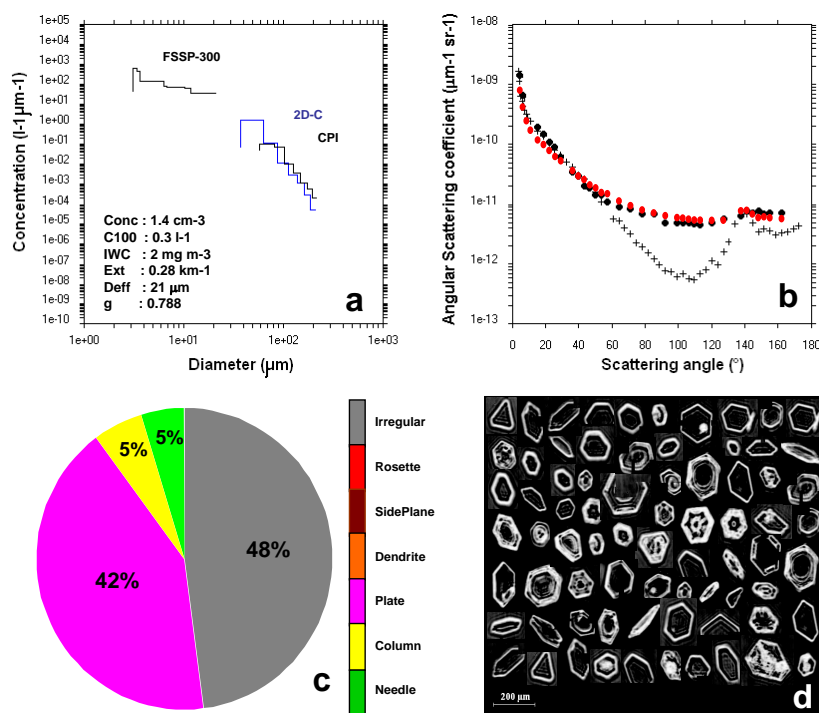 1e+05
1e+04
1e+03
1e+02
1e+01
1e+00
1e-01
1e-02
1e-03
1e-04
1e-05
1e-06
1e-07
1e-08
1e-09
1e-10
Concentration (l-1µm-1)
FSSP-300
2D-C
CPI
Conc : 1.4 cm-3
C100 : 0.3 l-1
IWC : 2 mg m-3
Ext : 0.28 km-1
Deff : 21 µm
g : 0.788
a
1e+00 1e+01 1e+02 1e+03
Diameter (µm)
1e-08
1e-09
1e-10
1e-11
1e-12
1e-13
Angular Scattering coefficient (µm-1 sr-1)
b
0 20 40 60 80 100 120 140 160 180
Scattering angle (°)
5%
5%
42%
48%
c
Irregular
Rosette
SidePlane
Dendrite
Plate
Column
Needle
200 µm
d